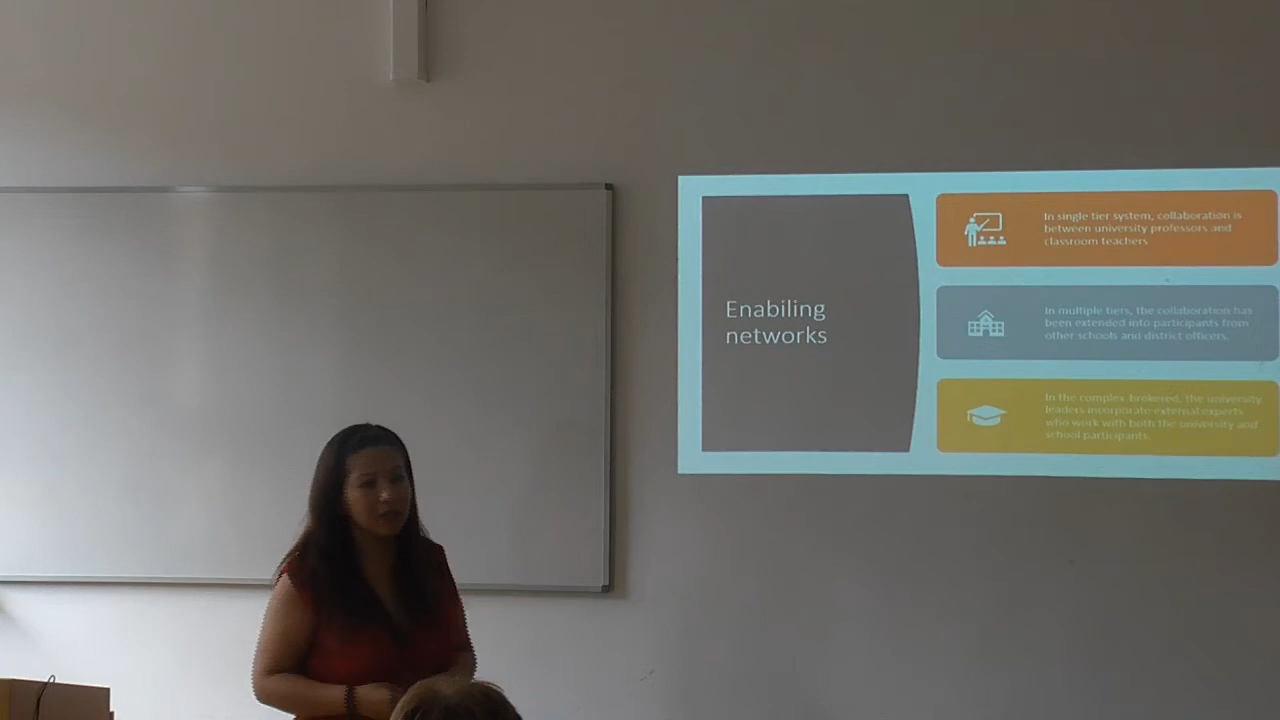 Enabiling
networks
In single tier system, collaboration is
between university professors and
classroom teachers
In multiple tiers, the collaboration has
been extended into participants from
other schools and district officers.
In the complex brokered, the university
leaders incorporate external experts
who work with both the university and
school participants.